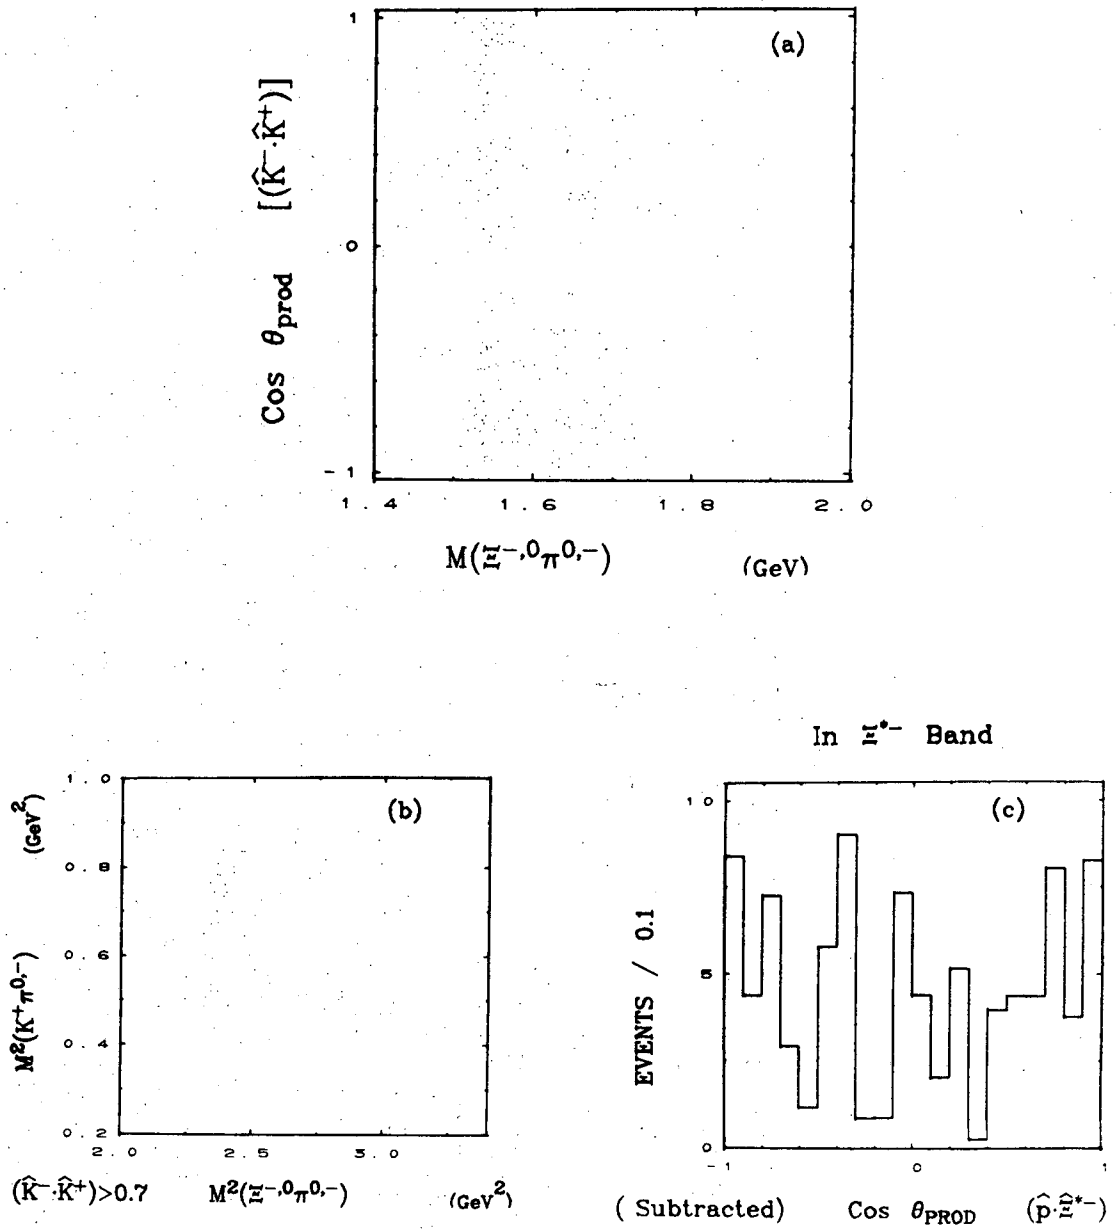 (a)
1
0
-1
Cos θprod [(K̂⁻·K̂⁺)]
1.4 1.6 1.8 2.0
M(Ξ⁻,⁰π⁰,⁻) (GeV)
(b)
1.0
0.8
0.6
0.4
0.2
M²(K⁺π⁰,⁻) (GeV²)
2.0 2.5 3.0
(K̂⁻·K̂⁺)>0.7 M²(Ξ⁻,⁰π⁰,⁻) (GeV²)
In Ξ*⁻ Band
(c)
10
5
0
EVENTS / 0.1
-1 0 1
(Subtracted) Cos θPROD (p̂·Ξ̂*⁻)